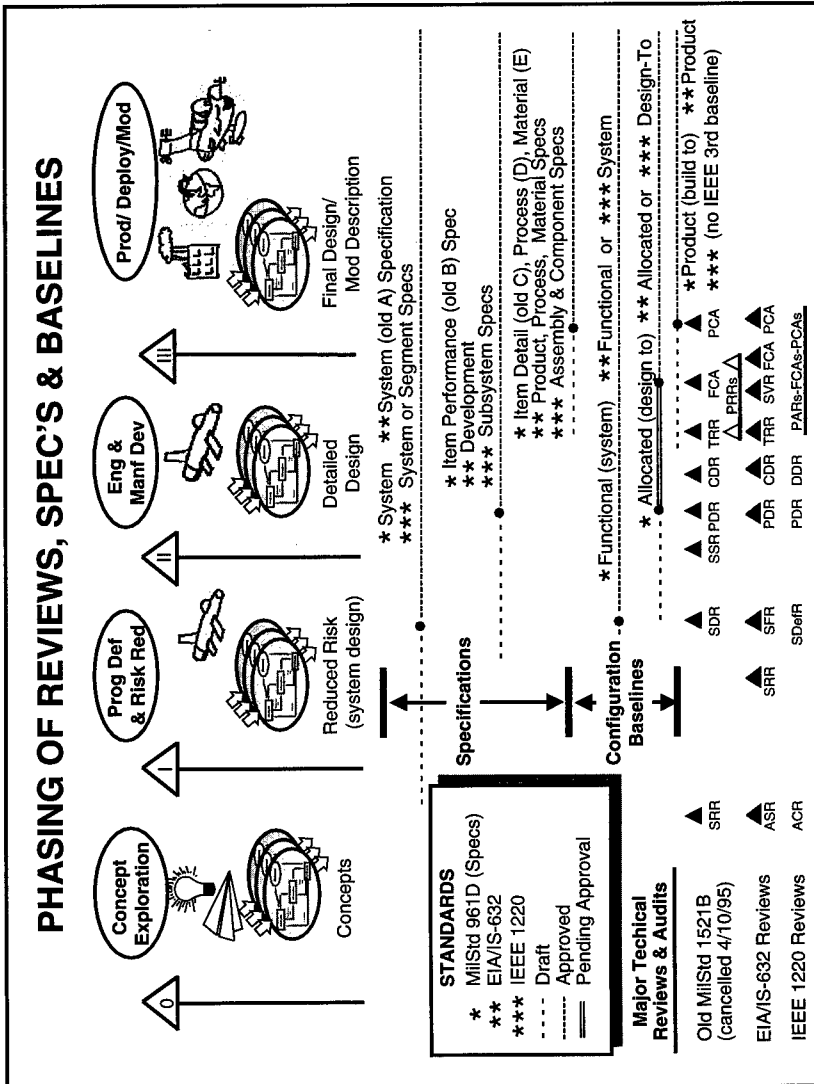 PHASING OF REVIEWS, SPEC'S & BASELINES
0
Concept
Exploration
Concepts
I
Prog Def
& Risk Red
Reduced Risk
(system design)
II
Eng &
Manf Dev
Detailed
Design
III
Prod/ Deploy/Mod
Final Design/
Mod Description
STANDARDS
* MilStd 961D (Specs)
** EIA/IS-632
*** IEEE 1220
Draft
Approved
Pending Approval
Specifications
* System ** System (old A) Specification
*** System or Segment Specs
* Item Performance (old B) Spec
** Development
*** Subsystem Specs
* Item Detail (old C), Process (D), Material (E)
** Product, Process, Material Specs
*** Assembly & Component Specs
Configuration
Baselines
* Functional (system) ** Functional or *** System
* Allocated (design to) ** Allocated or *** Design-To
* Product (build to) ** Product
*** (no IEEE 3rd baseline)
Major Techical
Reviews & Audits
Old MilStd 1521B
(cancelled 4/10/95)
SRR SDR SSR PDR CDR TRR FCA PCA
PRRs
EIA/IS-632 Reviews
ASR SRR SFR PDR CDR TRR SVR FCA PCA
IEEE 1220 Reviews
ACR SDefR PDR DDR PARs-FCAs-PCAs